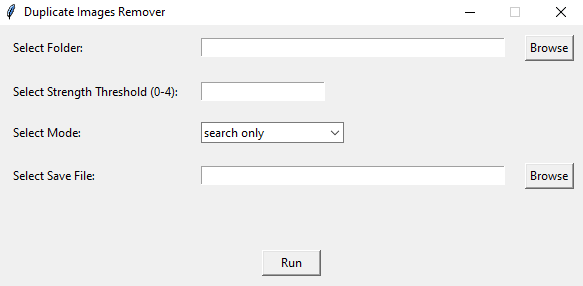 Duplicate Images Remover
Select Folder: Browse
Select Strength Threshold (0-4):
Select Mode: search only
Select Save File: Browse
Run